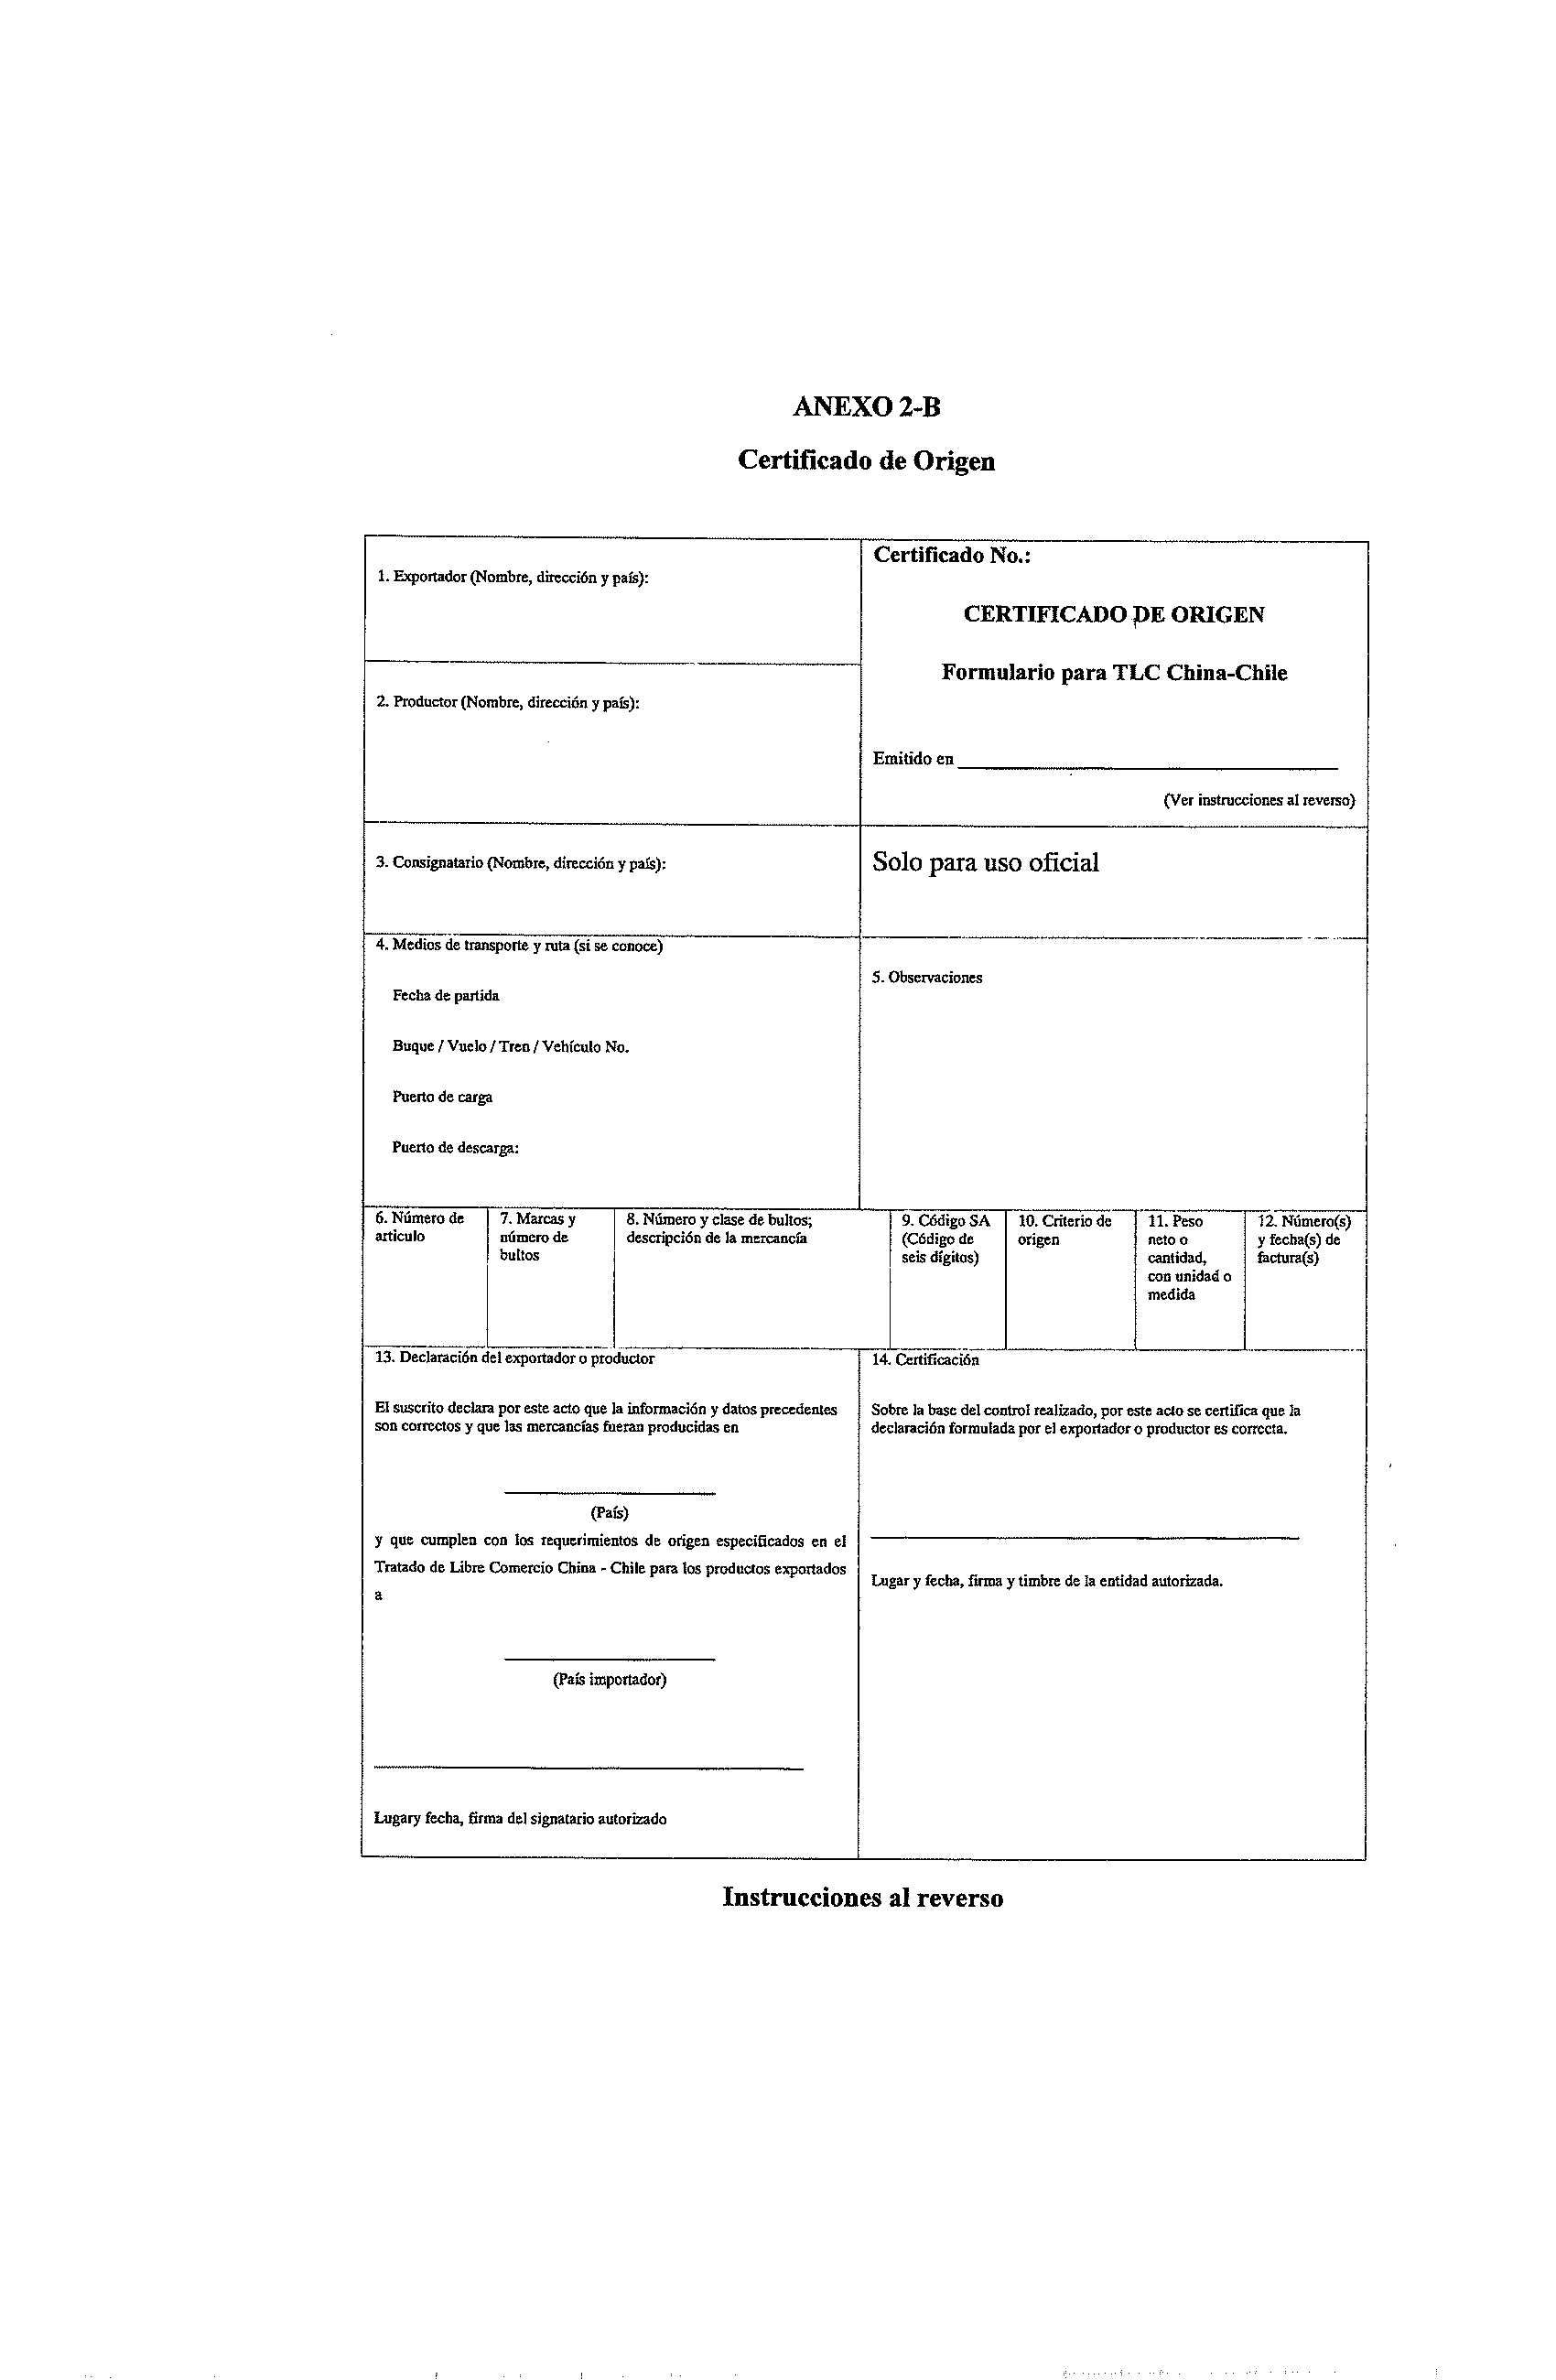 ANEXO 2-B
Certificado de Origen
1. Exportador (Nombre, dirección y país):
Certificado No.:
CERTIFICADO DE ORIGEN
Formulario para TLC China-Chile
2. Productor (Nombre, dirección y país):
Emitido en
(Ver instrucciones al reverso)
3. Consignatario (Nombre, dirección y país):
Solo para uso oficial
4. Medios de transporte y ruta (si se conoce)
Fecha de partida
Buque / Vuelo / Tren / Vehículo No.
Puerto de carga
Puerto de descarga:
5. Observaciones
6. Número de
articulo
7. Marcas y
número de
bultos
8. Número y clase de bultos;
descripción de la mercancía
9. Código SA
(Código de
seis dígitos)
10. Criterio de
origen
11. Peso
neto o
cantidad,
con unidad o
medida
12. Número(s)
y fecha(s) de
factura(s)
13. Declaración del exportador o productor
El suscrito declara por este acto que la información y datos precedentes
son correctos y que las mercancías fueran producidas en
(País)
y que cumplen con los requerimientos de origen especificados en el
Tratado de Libre Comercio China - Chile para los productos exportados
a
(País importador)
Lugary fecha, firma del signatario autorizado
14. Certificación
Sobre la base del control realizado, por este acto se certifica que la
declaración formulada por el exportador o productor es correcta.
Lugar y fecha, firma y timbre de la entidad autorizada.
Instrucciones al reverso